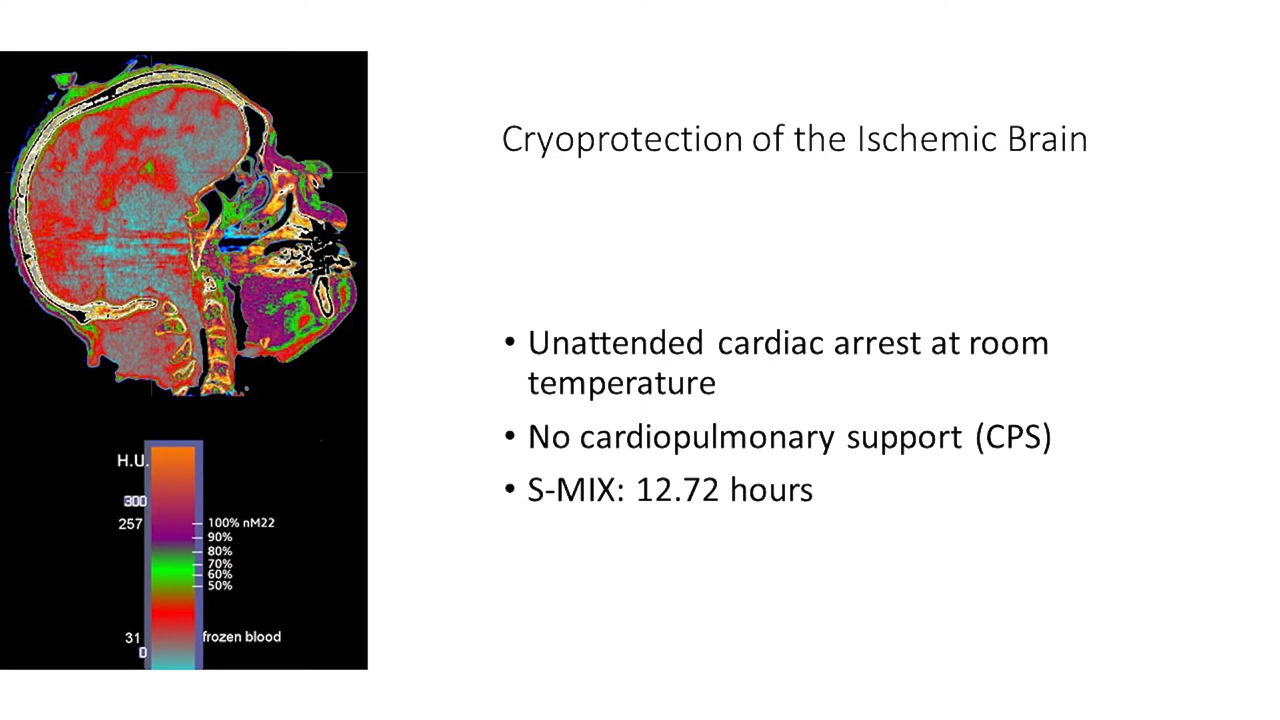 Cryoprotection of the Ischemic Brain
• Unattended cardiac arrest at room
temperature
• No cardiopulmonary support (CPS)
• S-MIX: 12.72 hours
H.U.
300
257
100% nM22
90%
80%
70%
60%
50%
31
frozen blood
0